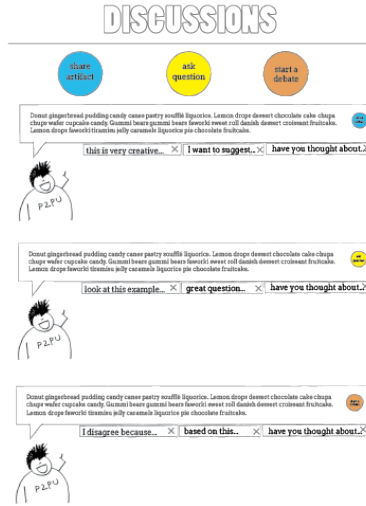 DISCUSSIONS
share
artifact
ask
question
start a
debate
Donut gingerbread pudding candy canes pastry soufflé liquorice. Lemon drops dessert chocolate cake chupa
chups wafer cupcake candy. Gummi bears gummi bears faworki sweet roll danish dessert croissant fruitcake.
Lemon drops faworki tiramisu jelly caramels liquorice pie chocolate fruitcake.
this is very creative... X
I want to suggest... X
have you thought about..
P2PU
Donut gingerbread pudding candy canes pastry soufflé liquorice. Lemon drops dessert chocolate cake chupa
chups wafer cupcake candy. Gummi bears gummi bears faworki sweet roll danish dessert croissant fruitcake.
Lemon drops faworki tiramisu jelly caramels liquorice pie chocolate fruitcake.
look at this example... X
great question... X
have you thought about..
P2PU
Donut gingerbread pudding candy canes pastry soufflé liquorice. Lemon drops dessert chocolate cake chupa
chups wafer cupcake candy. Gummi bears gummi bears faworki sweet roll danish dessert croissant fruitcake.
Lemon drops faworki tiramisu jelly caramels liquorice pie chocolate fruitcake.
I disagree because... X
based on this... X
have you thought about..
P2PU